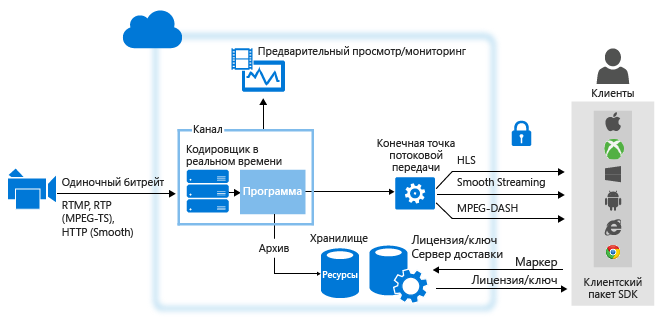 Предварительный просмотр/мониторинг
Клиенты
Канал
Кодировщик в
реальном времени
Программа
Одиночный битрейт
RTMP, RTP
(MPEG-TS),
HTTP (Smooth)
Конечная точка
потоковой
передачи
HLS
Smooth Streaming
MPEG-DASH
Архив
Хранилище
Ресурсы
Лицензия/ключ
Сервер доставки
Маркер
Лицензия/ключ
Клиентский
пакет SDK